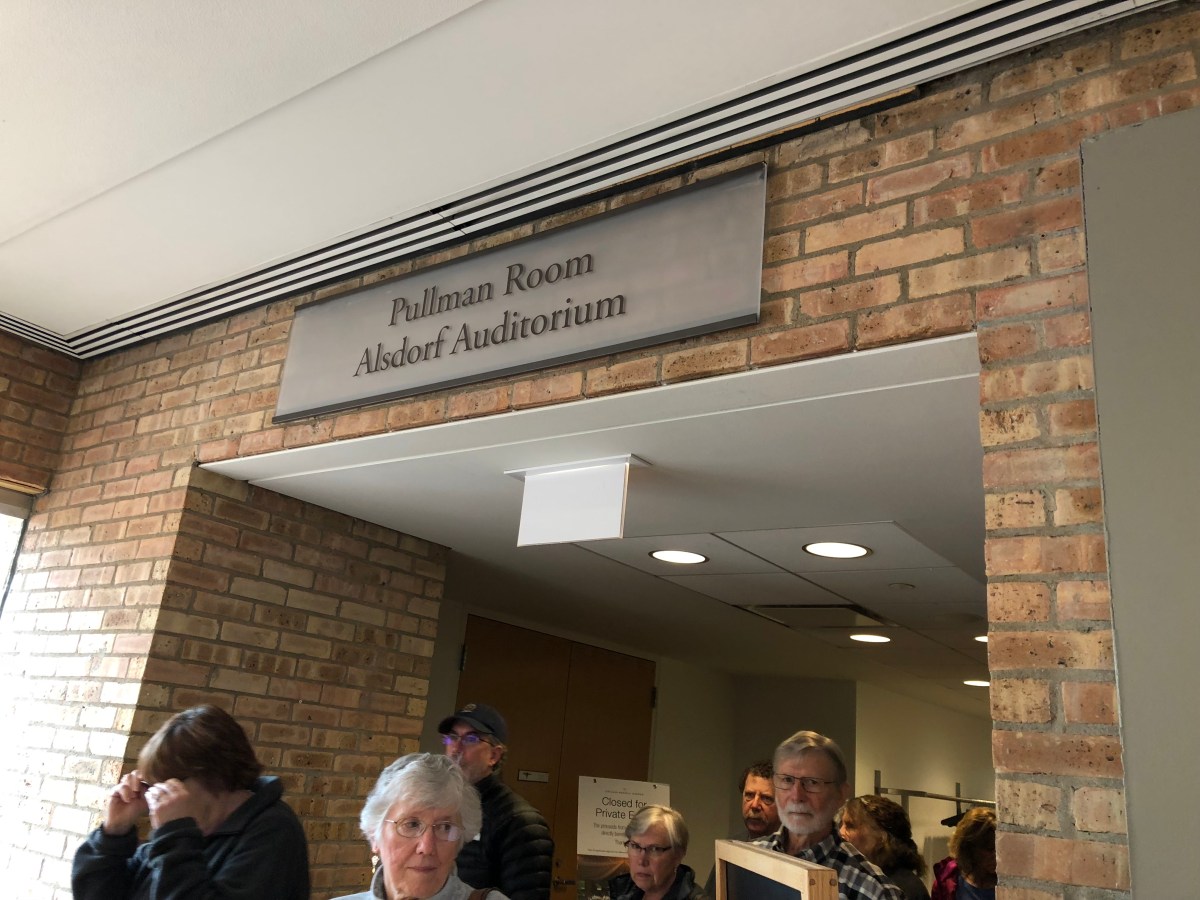 Pullman Room
Alsdorf Auditorium
Closed for
Private